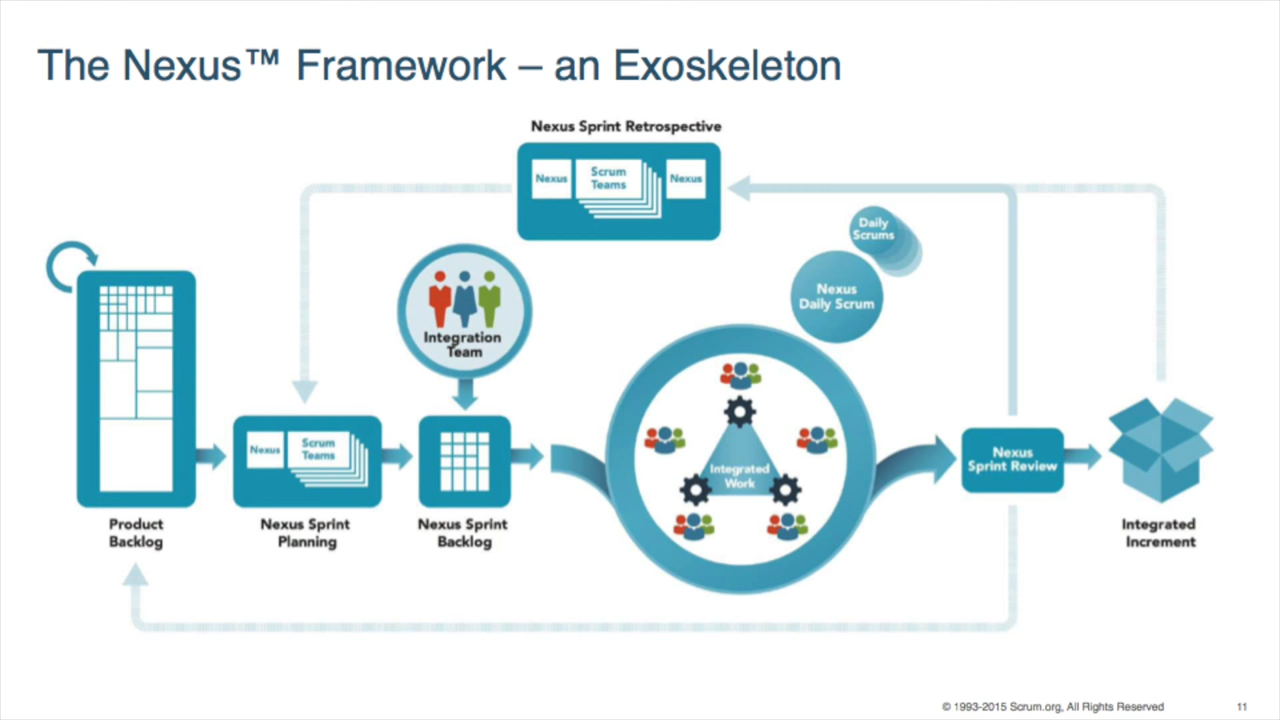 The Nexus™ Framework – an Exoskeleton
Nexus Sprint Retrospective
Nexus
Scrum
Teams
Nexus
Daily
Scrums
Nexus
Daily Scrum
Integration
Team
Nexus
Scrum
Teams
Integrated
Work
Nexus
Sprint Review
Product
Backlog
Nexus Sprint
Planning
Nexus Sprint
Backlog
Integrated
Increment
© 1993-2015 Scrum.org, All Rights Reserved
11